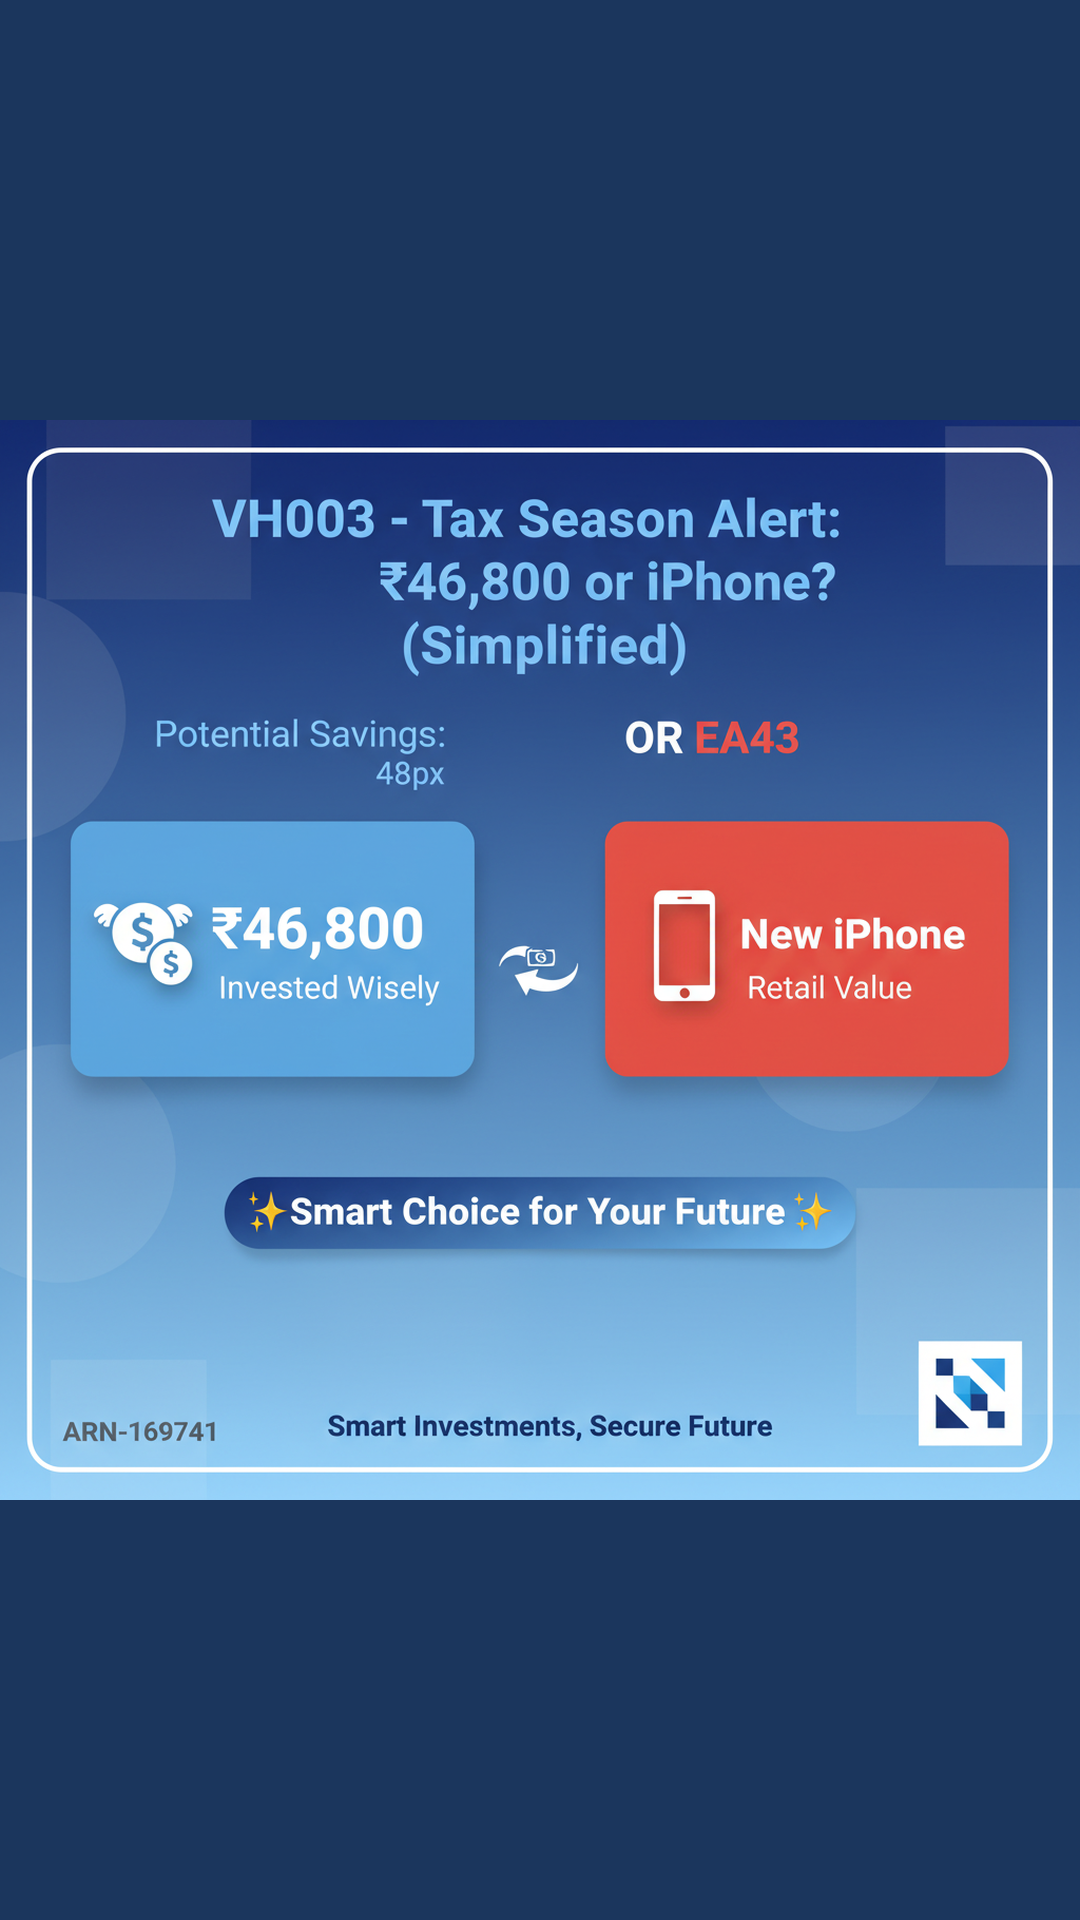 VH003 - Tax Season Alert:
₹46,800 or iPhone?
(Simplified)
Potential Savings:
48px
OR EA43
$
$
₹46,800
Invested Wisely
New iPhone
Retail Value
✨Smart Choice for Your Future✨
ARN-169741
Smart Investments, Secure Future